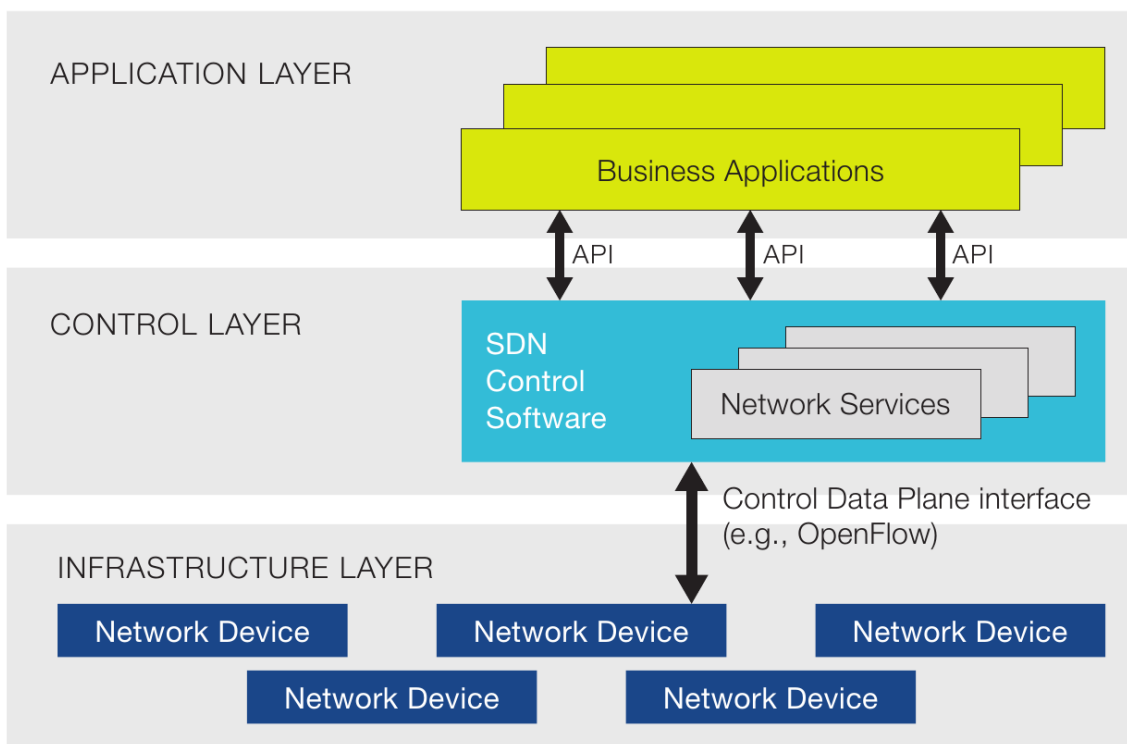 APPLICATION LAYER
Business Applications
API
API
API
CONTROL LAYER
SDN
Control
Software
Network Services
Control Data Plane interface
(e.g., OpenFlow)
INFRASTRUCTURE LAYER
Network Device
Network Device
Network Device
Network Device
Network Device